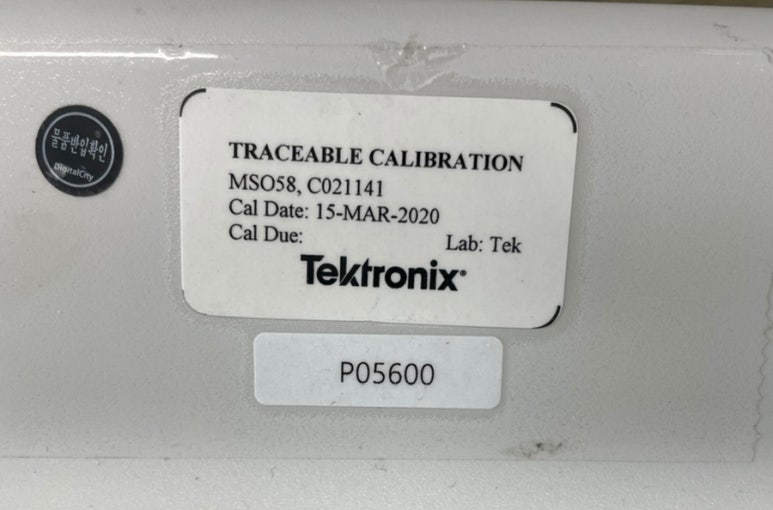 물품반입확인
DigitalCity
TRACEABLE CALIBRATION
MSO58, C021141
Cal Date: 15-MAR-2020
Cal Due: Lab: Tek
Tektronix®
P05600